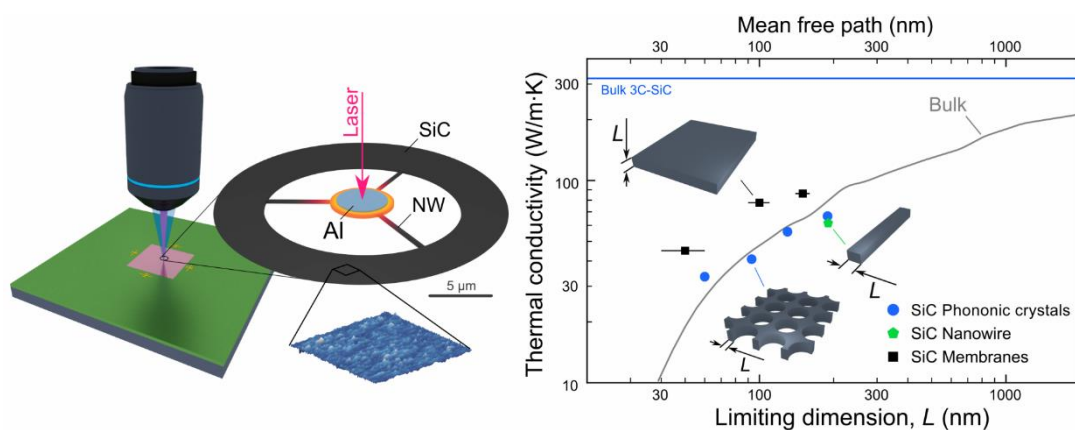 Laser
SiC
Al
NW
5 µm
Mean free path (nm)
30
100
300
1000
Thermal conductivity (W/m·K)
300
100
30
10
Bulk 3C-SiC
Bulk
L
L
L
SiC Phononic crystals
SiC Nanowire
SiC Membranes
30
100
300
1000
Limiting dimension, L (nm)